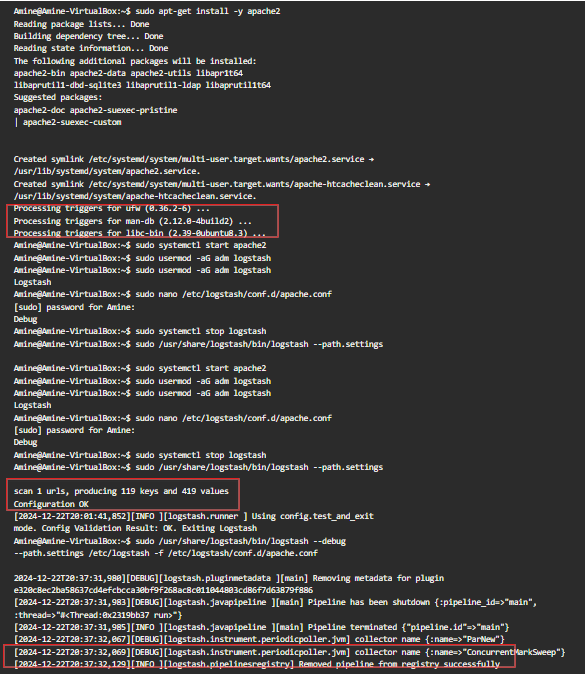 Amine@Amine-VirtualBox:~$ sudo apt-get install -y apache2
Reading package lists... Done
Building dependency tree... Done
Reading state information... Done
The following additional packages will be installed:
apache2-bin apache2-data apache2-utils libapr1t64
libaprutil1-dbd-sqlite3 libaprutil1-ldap libaprutil1t64
Suggested packages:
apache2-doc apache2-suexec-pristine
| apache2-suexec-custom
Created symlink /etc/systemd/system/multi-user.target.wants/apache2.service →
/usr/lib/systemd/system/apache2.service.
Created symlink /etc/systemd/system/multi-user.target.wants/apache-htcacheclean.service →
/usr/lib/systemd/system/apache-htcacheclean.service.
Processing triggers for ufw (0.36.2-6) ...
Processing triggers for man-db (2.12.0-4build2) ...
Processing triggers for libc-bin (2.39-0ubuntu8.3) ...
Amine@Amine-VirtualBox:~$ sudo systemctl start apache2
Amine@Amine-VirtualBox:~$ sudo usermod -aG adm logstash
Amine@Amine-VirtualBox:~$ sudo usermod -aG adm logstash
Logstash
Amine@Amine-VirtualBox:~$ sudo nano /etc/logstash/conf.d/apache.conf
[sudo] password for Amine:
Debug
Amine@Amine-VirtualBox:~$ sudo systemctl stop logstash
Amine@Amine-VirtualBox:~$ sudo /usr/share/logstash/bin/logstash --path.settings
Amine@Amine-VirtualBox:~$ sudo systemctl start apache2
Amine@Amine-VirtualBox:~$ sudo usermod -aG adm logstash
Amine@Amine-VirtualBox:~$ sudo usermod -aG adm logstash
Logstash
Amine@Amine-VirtualBox:~$ sudo nano /etc/logstash/conf.d/apache.conf
[sudo] password for Amine:
Debug
Amine@Amine-VirtualBox:~$ sudo systemctl stop logstash
Amine@Amine-VirtualBox:~$ sudo /usr/share/logstash/bin/logstash --path.settings
scan 1 urls, producing 119 keys and 419 values
Configuration OK
[2024-12-22T20:01:41,852][INFO ][logstash.runner ] Using config.test_and_exit
mode. Config Validation Result: OK. Exiting Logstash
Amine@Amine-VirtualBox:~$ sudo /usr/share/logstash/bin/logstash --debug
--path.settings /etc/logstash -f /etc/logstash/conf.d/apache.conf
2024-12-22T20:37:31,980][DEBUG][logstash.pluginmetadata ][main] Removing metadata for plugin
e320c8ec2ba58637cd4efcbcca30bf9f268ac8c011044803cd86f7d63879f886
[2024-12-22T20:37:31,983][DEBUG][logstash.javapipeline ][main] Pipeline has been shutdown {:pipeline_id=>"main",
:thread=>"#<Thread:0x2319bb37 run>"}
[2024-12-22T20:37:31,985][INFO ][logstash.javapipeline ][main] Pipeline terminated {"pipeline.id"=>"main"}
[2024-12-22T20:37:32,067][DEBUG][logstash.instrument.periodicpoller.jvm] collector name {:name=>"ParNew"}
[2024-12-22T20:37:32,069][DEBUG][logstash.instrument.periodicpoller.jvm] collector name {:name=>"ConcurrentMarkSweep"}
[2024-12-22T20:37:32,129][INFO ][logstash.pipelinesregistry] Removed pipeline from registry successfully